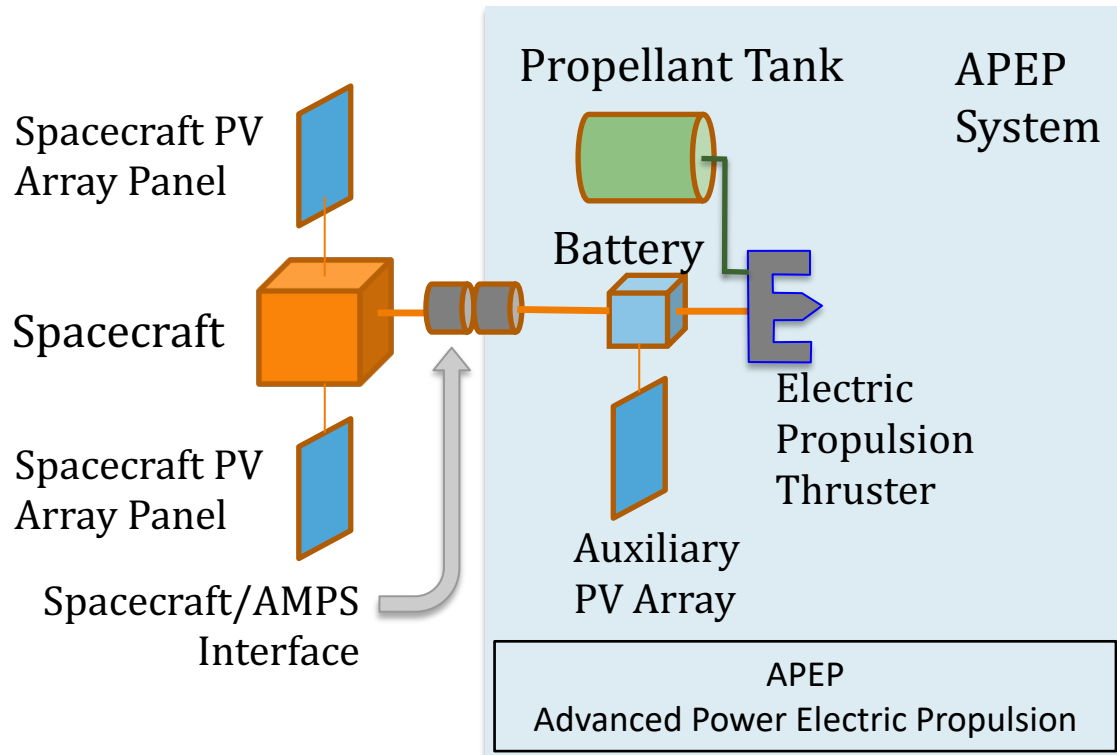 Propellant Tank
APEP
System
Spacecraft PV
Array Panel
Battery
Spacecraft
Electric
Propulsion
Thruster
Spacecraft PV
Array Panel
Auxiliary
PV Array
Spacecraft/AMPS
Interface
APEP
Advanced Power Electric Propulsion